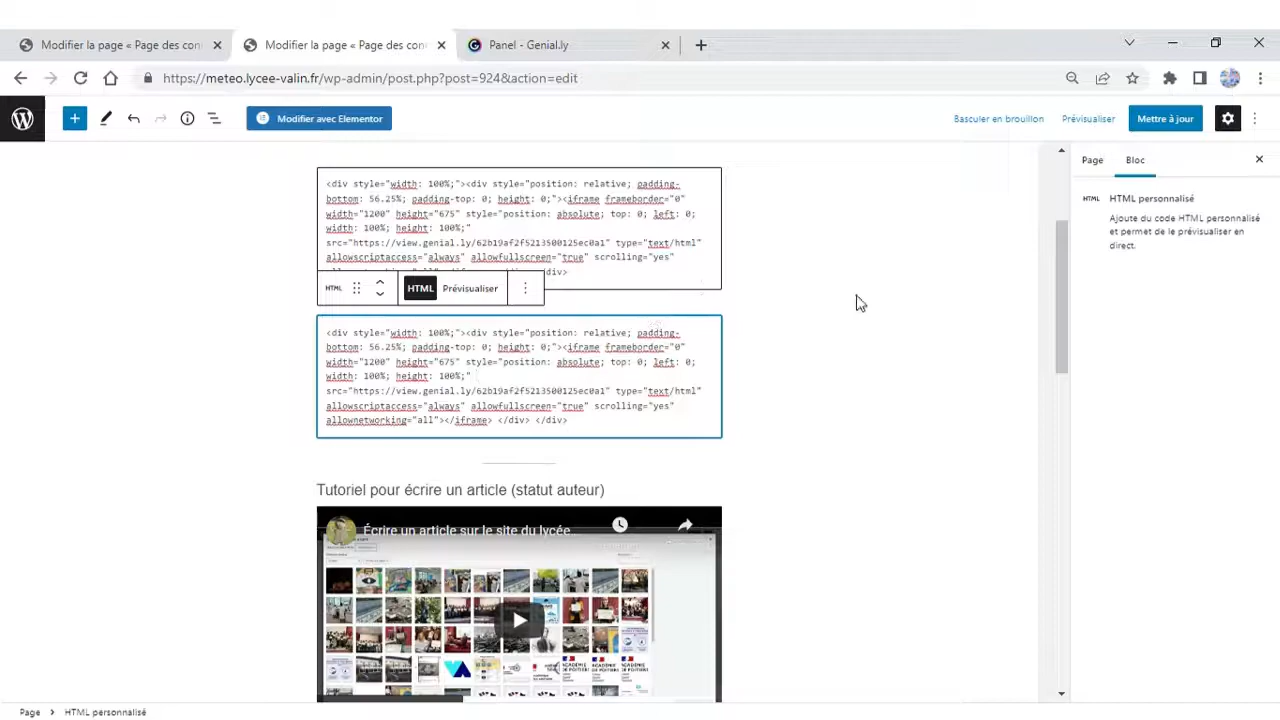 Modifier la page « Page des con
Modifier la page « Page des con
Panel - Genial.ly
https://meteo.lycee-valin.fr/wp-admin/post.php?post=924&action=edit
Modifier avec Elementor
Basculer en brouillon
Prévisualiser
Mettre à jour
Page
Bloc
HTML
HTML personnalisé
Ajoute du code HTML personnalisé
et permet de le prévisualiser en
direct.
<div style="width: 100%;"><div style="position: relative; padding-
bottom: 56.25%; padding-top: 0; height: 0;"><iframe frameborder="0"
width="1200" height="675" style="position: absolute; top: 0; left: 0;
width: 100%; height: 100%;"
src="https://view.genial.ly/62b19af2f5213500125ec0a1" type="text/html"
allowscriptaccess="always" allowfullscreen="true" scrolling="yes"
div>
HTML
HTML
Prévisualiser
<div style="width: 100%;"><div style="position: relative; padding-
bottom: 56.25%; padding-top: 0; height: 0;"><iframe frameborder="0"
width="1200" height="675" style="position: absolute; top: 0; left: 0;
width: 100%; height: 100%;"
src="https://view.genial.ly/62b19af2f5213500125ec0a1" type="text/html"
allowscriptaccess="always" allowfullscreen="true" scrolling="yes"
allownetworking="all"></iframe> </div> </div>
Tutoriel pour écrire un article (statut auteur)
Écrire un article sur le site du lycée...
Page
HTML personnalisé